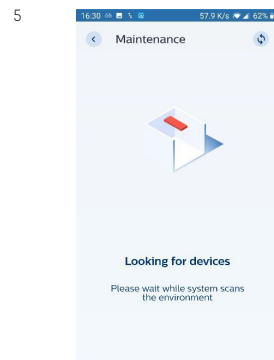 5
16:30
57.9 K/s
62%
Maintenance
Looking for devices
Please wait while system scans
the environment